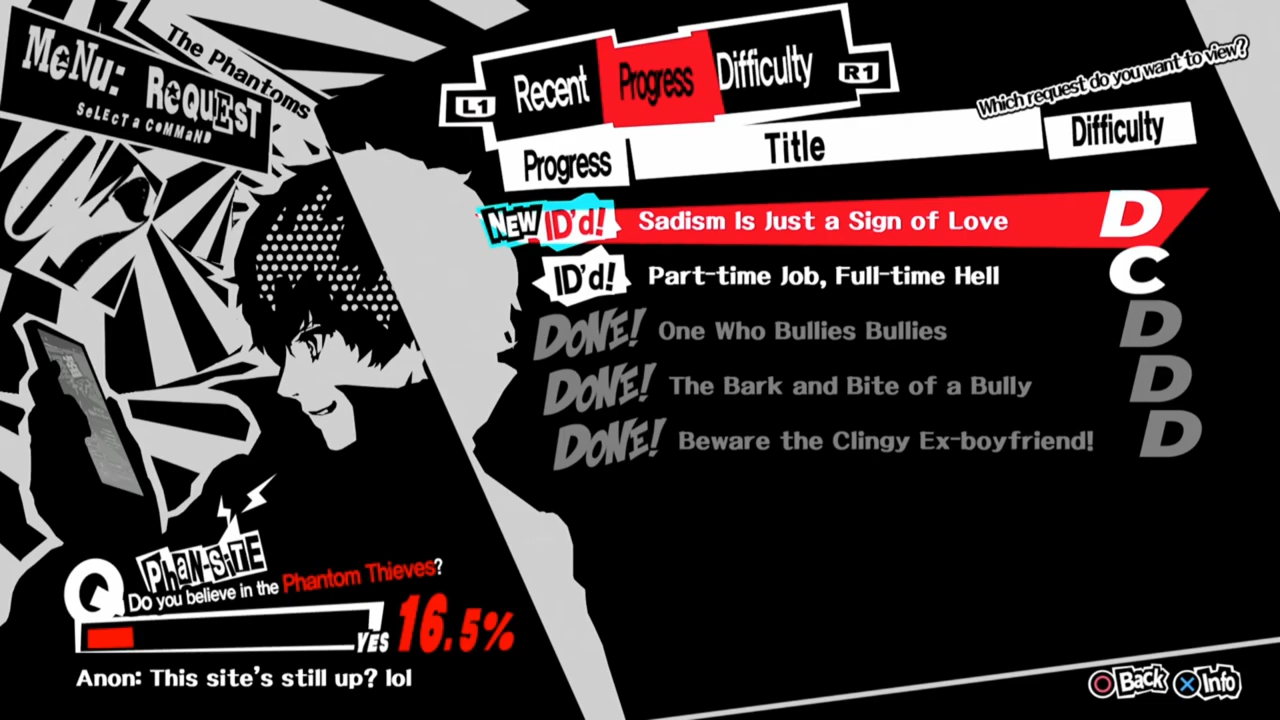 The Phantoms
MeNu: ReQuEST
SeLEcT a CoMMaND
L1 Recent Progress Difficulty R1
Which request do you want to view?
Progress Title Difficulty
NEW ID'd! Sadism Is Just a Sign of Love D
ID'd! Part-time Job, Full-time Hell C
DONE! One Who Bullies Bullies D
DONE! The Bark and Bite of a Bully D
DONE! Beware the Clingy Ex-boyfriend! D
PhaN-SiTE
Q Do you believe in the Phantom Thieves?
YES 16.5%
Anon: This site's still up? lol
Back Info